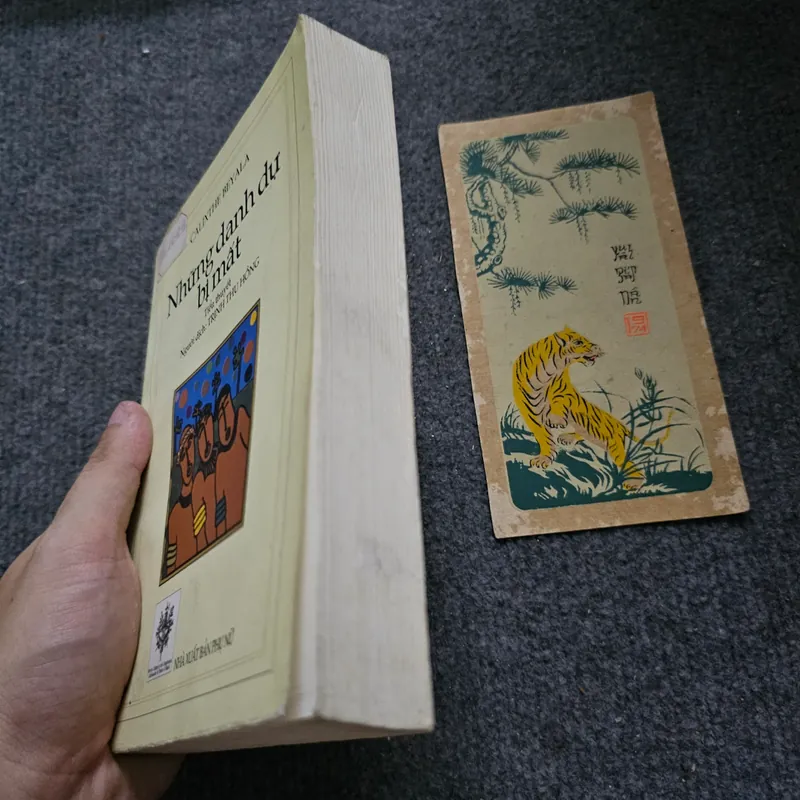 CALIXTHE BEYALA
Những danh dự
bị mất
Tiểu thuyết
Người dịch: TRỊNH THU HỒNG
NHÀ XUẤT BẢN PHỤ NỮ